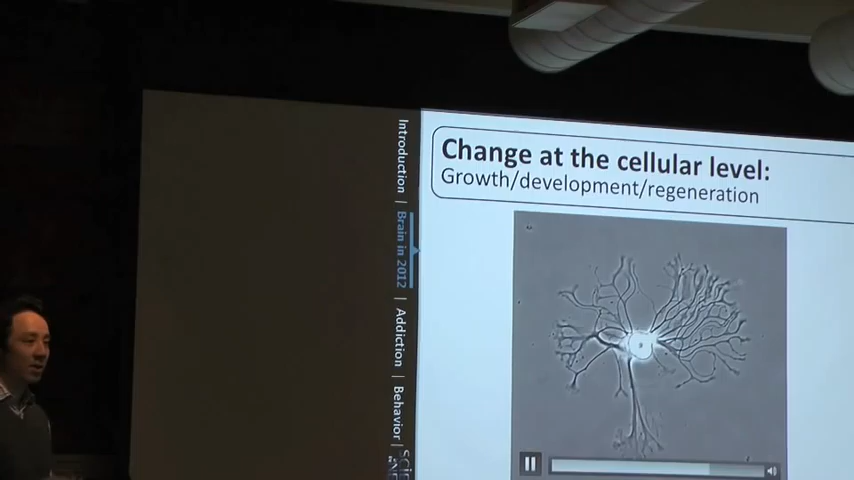 Change at the cellular level:
Growth/development/regeneration
Introduction | Brain in 2012 | Addiction | Behavior |